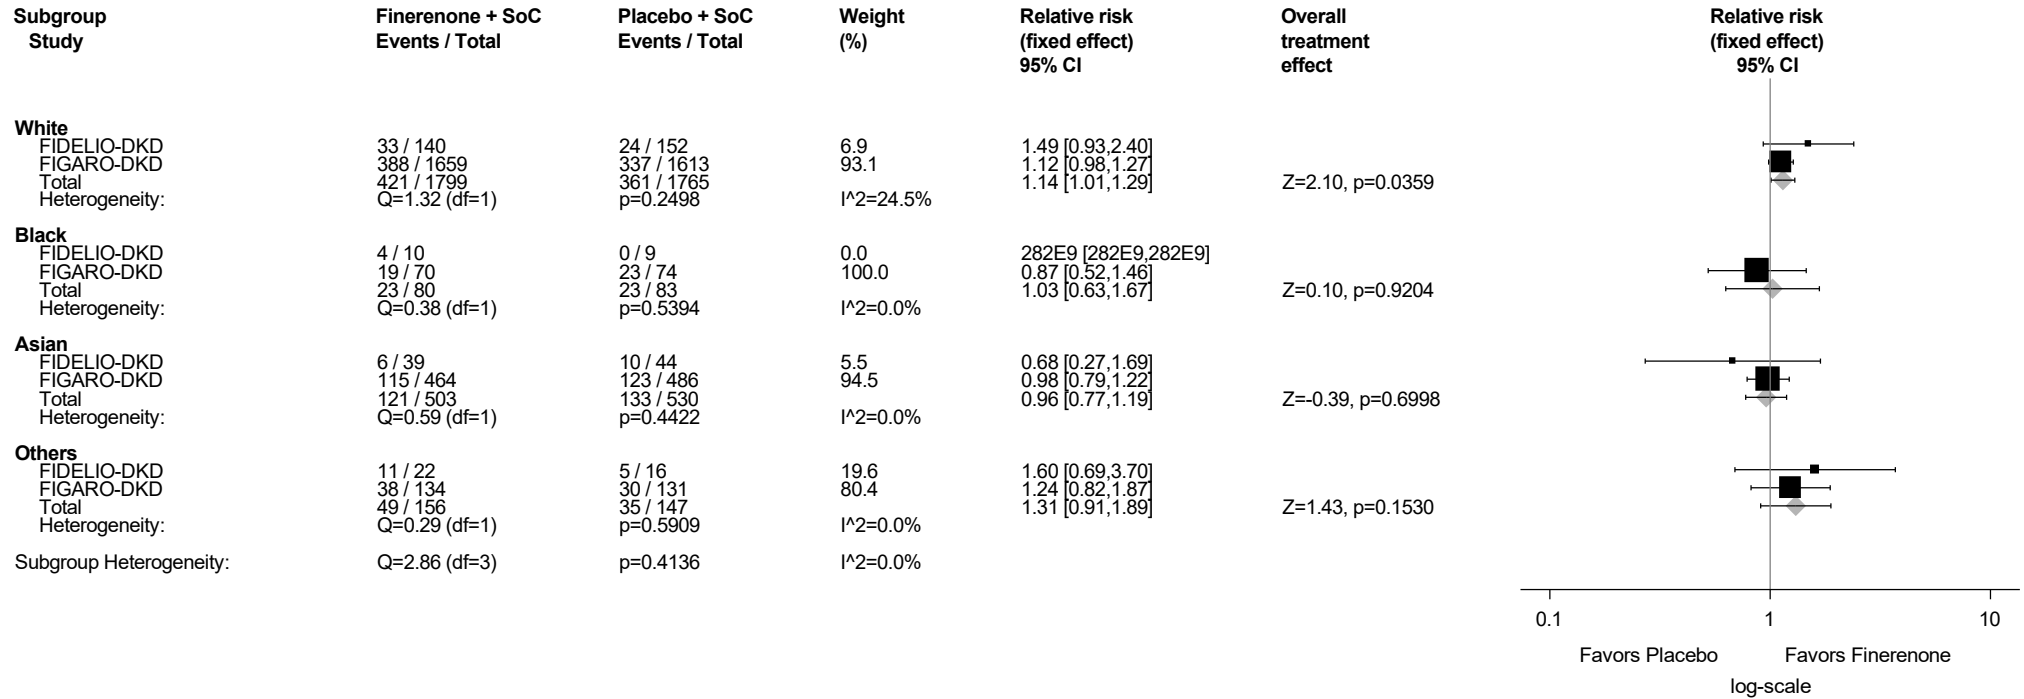 Subgroup Finerenone + SoC Placebo + SoC Weight Relative risk Overall Relative risk
Study Events / Total Events / Total (%) (fixed effect) treatment (fixed effect)
95% CI effect 95% CI
White
FIDELIO-DKD 33 / 140 24 / 152 6.9 1.49 [0.93,2.40]
FIGARO-DKD 388 / 1659 337 / 1613 93.1 1.12 [0.98,1.27]
Total 421 / 1799 361 / 1765 1.14 [1.01,1.29] Z=2.10, p=0.0359
Heterogeneity: Q=1.32 (df=1) p=0.2498 I^2=24.5%
Black
FIDELIO-DKD 4 / 10 0 / 9 0.0 282E9 [282E9,282E9]
FIGARO-DKD 19 / 70 23 / 74 100.0 0.87 [0.52,1.46]
Total 23 / 80 23 / 83 1.03 [0.63,1.67] Z=0.10, p=0.9204
Heterogeneity: Q=0.38 (df=1) p=0.5394 I^2=0.0%
Asian
FIDELIO-DKD 6 / 39 10 / 44 5.5 0.68 [0.27,1.69]
FIGARO-DKD 115 / 464 123 / 486 94.5 0.98 [0.79,1.22]
Total 121 / 503 133 / 530 0.96 [0.77,1.19] Z=-0.39, p=0.6998
Heterogeneity: Q=0.59 (df=1) p=0.4422 I^2=0.0%
Others
FIDELIO-DKD 11 / 22 5 / 16 19.6 1.60 [0.69,3.70]
FIGARO-DKD 38 / 134 30 / 131 80.4 1.24 [0.82,1.87]
Total 49 / 156 35 / 147 1.31 [0.91,1.89] Z=1.43, p=0.1530
Heterogeneity: Q=0.29 (df=1) p=0.5909 I^2=0.0%
Subgroup Heterogeneity: Q=2.86 (df=3) p=0.4136 I^2=0.0%
0.1 1 10
Favors Placebo Favors Finerenone
log-scale